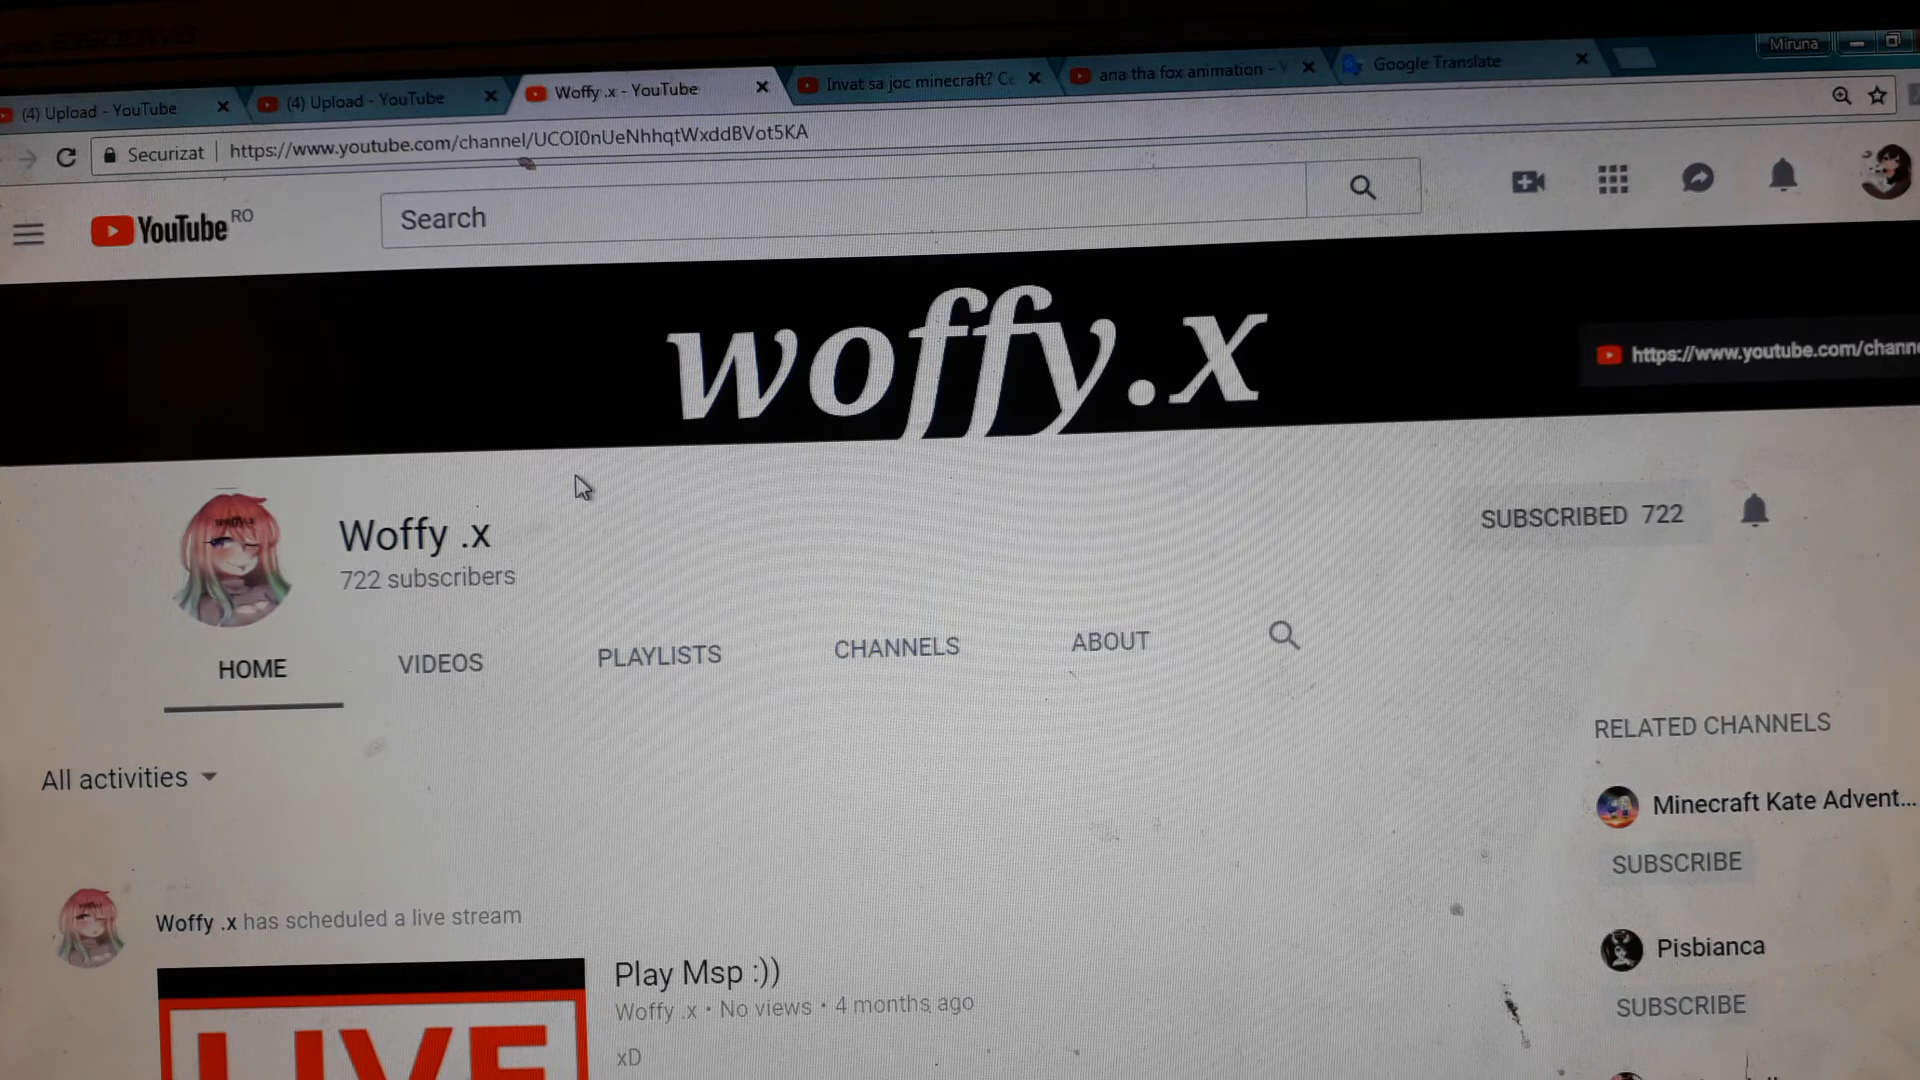 Miruna
(4) Upload - YouTube
(4) Upload - YouTube
Woffy .x - YouTube
Invat sa joc minecraft? Ce
ana tha fox animation - Y
Google Translate
Securizat
https://www.youtube.com/channel/UCOI0nUeNhhqtWxddBVot5KA
YouTube RO
Search
woffy.x
https://www.youtube.com/channe
Woffy .x
722 subscribers
SUBSCRIBED 722
HOME
VIDEOS
PLAYLISTS
CHANNELS
ABOUT
All activities
RELATED CHANNELS
Minecraft Kate Advent...
SUBSCRIBE
Pisbianca
SUBSCRIBE
Woffy .x has scheduled a live stream
LIVE
Play Msp :))
Woffy .x • No views • 4 months ago
xD